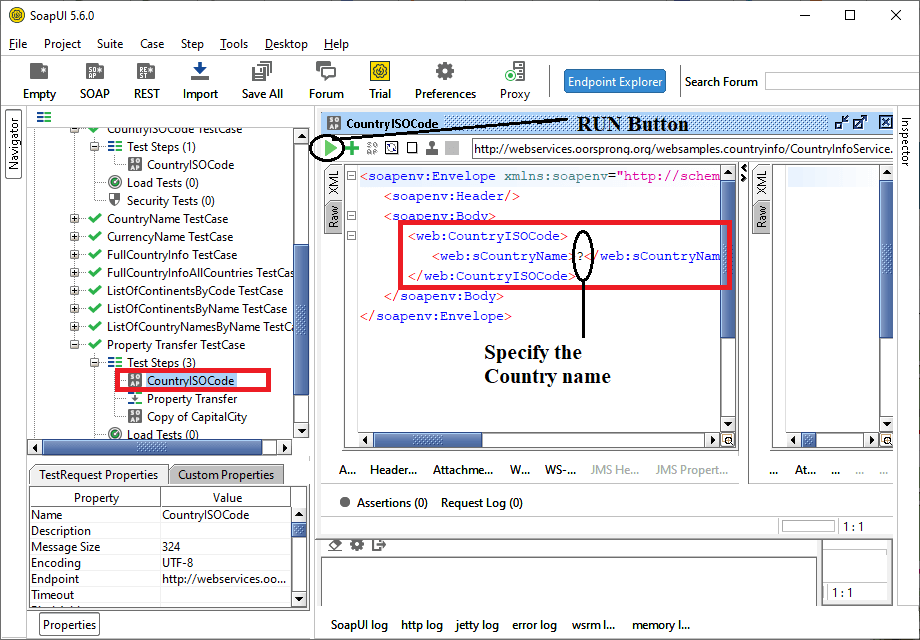 SoapUI 5.6.0
File Project Suite Case Step Tools Desktop Help
Empty SOAP REST Import Save All Forum Trial Preferences Proxy Endpoint Explorer Search Forum
Navigator
CountryISOCode TestCase
Test Steps (1)
CountryISOCode
Load Tests (0)
Security Tests (0)
CountryName TestCase
CurrencyName TestCase
FullCountryInfo TestCase
FullCountryInfoAllCountries TestCas
ListOfContinentsByCode TestCase
ListOfContinentsByName TestCase
ListOfCountryNamesByName TestCa
Property Transfer TestCase
Test Steps (3)
CountryISOCode
Property Transfer
Copy of CapitalCity
Load Tests (0)
TestRequest Properties Custom Properties
Property Value
Name CountryISOCode
Description
Message Size 324
Encoding UTF-8
Endpoint http://webservices.oo...
Timeout
Properties
CountryISOCode
RUN Button
http://webservices.oorsprong.org/websamples.countryinfo/CountryInfoService.
XML
Raw
<soapenv:Envelope xmlns:soapenv="http://schem
<soapenv:Header/>
<soapenv:Body>
<web:CountryISOCode>
<web:sCountryName>?</web:sCountryNam
</web:CountryISOCode>
</soapenv:Body>
</soapenv:Envelope>
Specify the
Country name
XML
Raw
Inspector
A... Header... Attachme... W... WS-... JMS He... JMS Propert...
... At... ... ... ...
Assertions (0) Request Log (0)
1 : 1
1 : 1
SoapUI log http log jetty log error log wsrm l... memory l...